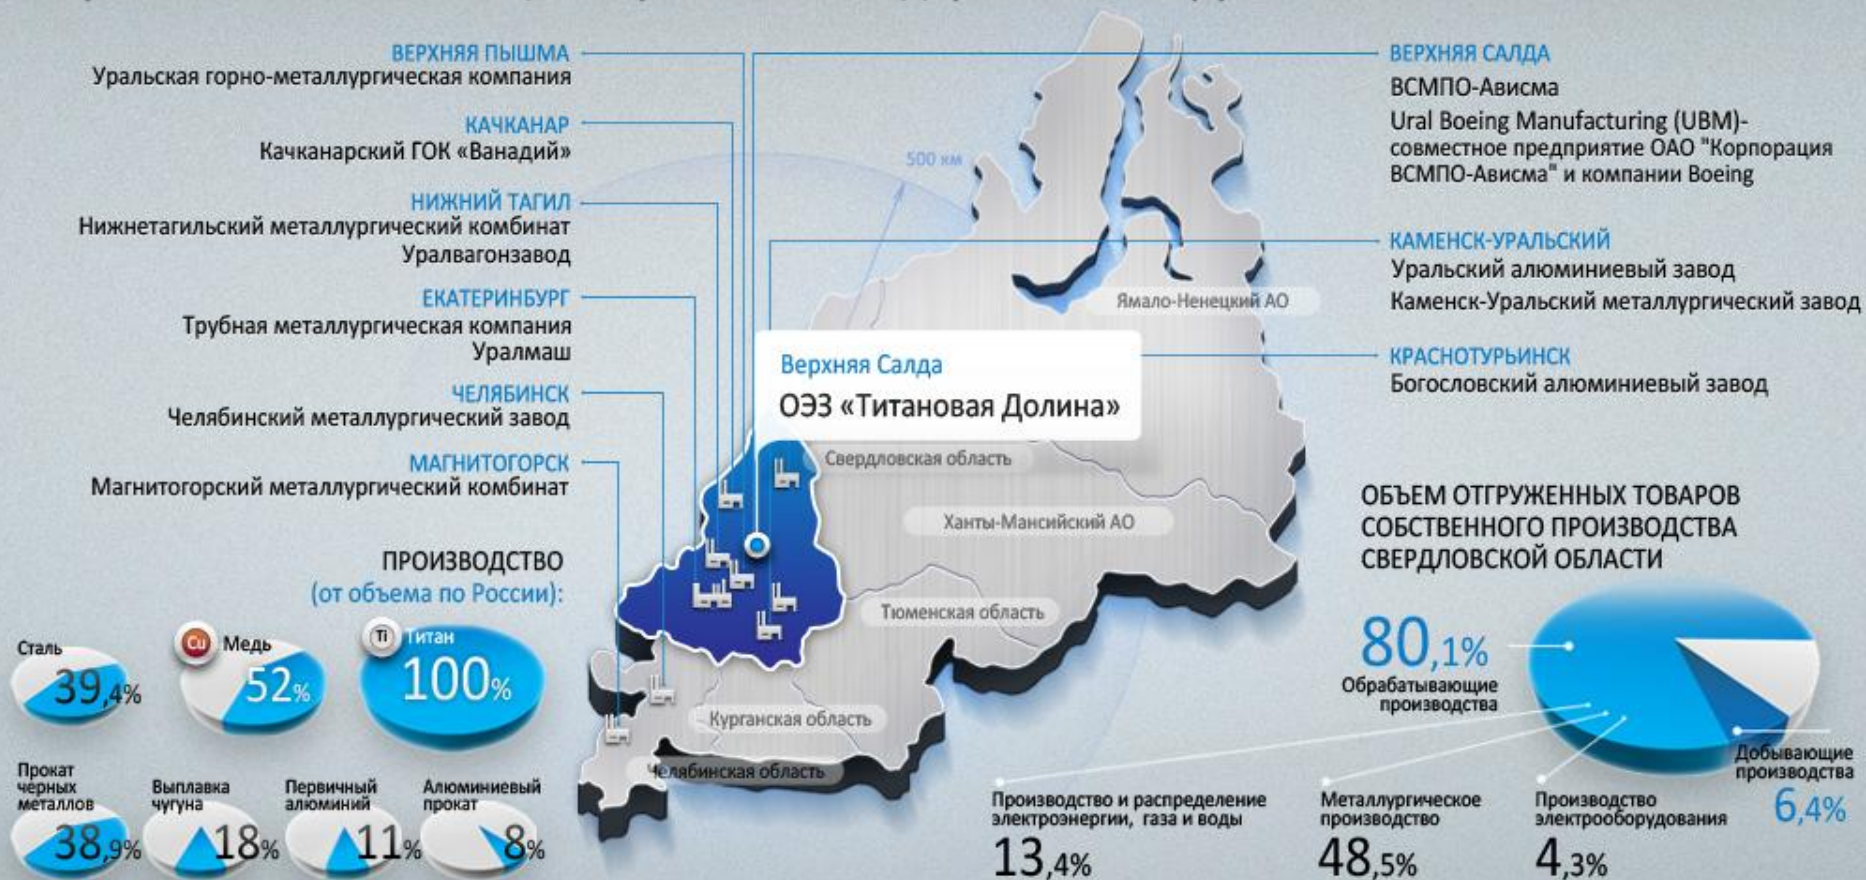 ВЕРХНЯЯ ПЫШМА
Уральская горно-металлургическая компания
КАЧКАНАР
Качканарский ГОК «Ванадий»
НИЖНИЙ ТАГИЛ
Нижнетагильский металлургический комбинат
Уралвагонзавод
ЕКАТЕРИНБУРГ
Трубная металлургическая компания
Уралмаш
ЧЕЛЯБИНСК
Челябинский металлургический завод
МАГНИТОГОРСК
Магнитогорский металлургический комбинат
500 км
ВЕРХНЯЯ САЛДА
ВСМПО-Ависма
Ural Boeing Manufacturing (UBM)-
совместное предприятие ОАО "Корпорация
ВСМПО-Ависма" и компании Boeing
КАМЕНСК-УРАЛЬСКИЙ
Уральский алюминиевый завод
Каменск-Уральский металлургический завод
КРАСНОТУРЬИНСК
Богословский алюминиевый завод
Ямало-Ненецкий АО
Верхняя Салда
ОЭЗ «Титановая Долина»
Свердловская область
Ханты-Мансийский АО
Тюменская область
Курганская область
Челябинская область
ПРОИЗВОДСТВО
(от объема по России):
Сталь
39,4%
Cu
Медь
52%
Ti
Титан
100%
Прокат
черных
металлов
38,9%
Выплавка
чугуна
18%
Первичный
алюминий
11%
Алюминиевый
прокат
8%
ОБЪЕМ ОТГРУЖЕННЫХ ТОВАРОВ
СОБСТВЕННОГО ПРОИЗВОДСТВА
СВЕРДЛОВСКОЙ ОБЛАСТИ
80,1%
Обрабатывающие
производства
Добывающие
производства
6,4%
Производство и распределение
электроэнергии, газа и воды
13,4%
Металлургическое
производство
48,5%
Производство
электрооборудования
4,3%